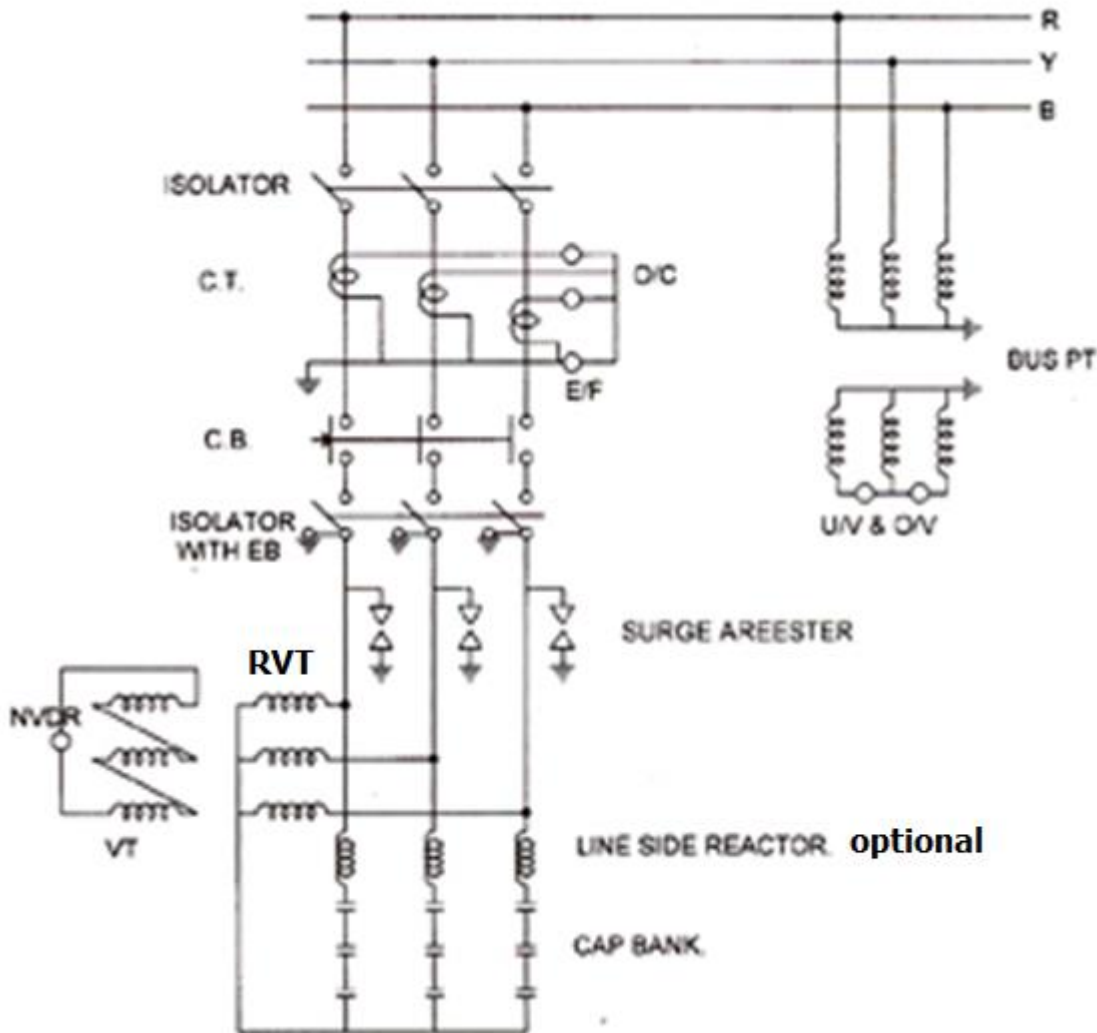 R
Y
B
ISOLATOR
C.T.
O/C
E/F
BUS PT
C.B.
U/V & O/V
ISOLATOR
WITH EB
SURGE AREESTER
RVT
NVDR
VT
LINE SIDE REACTOR. optional
CAP BANK.